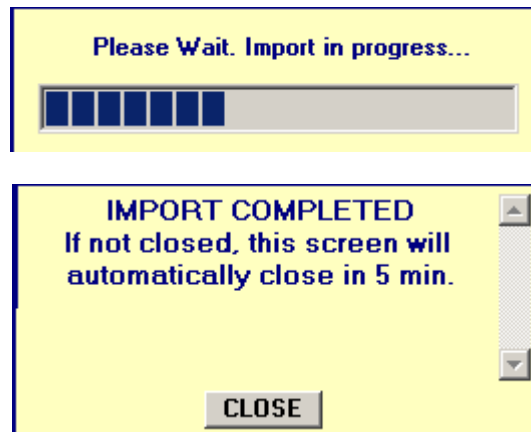 Please Wait. Import in progress...
IMPORT COMPLETED
If not closed, this screen will
automatically close in 5 min.
CLOSE